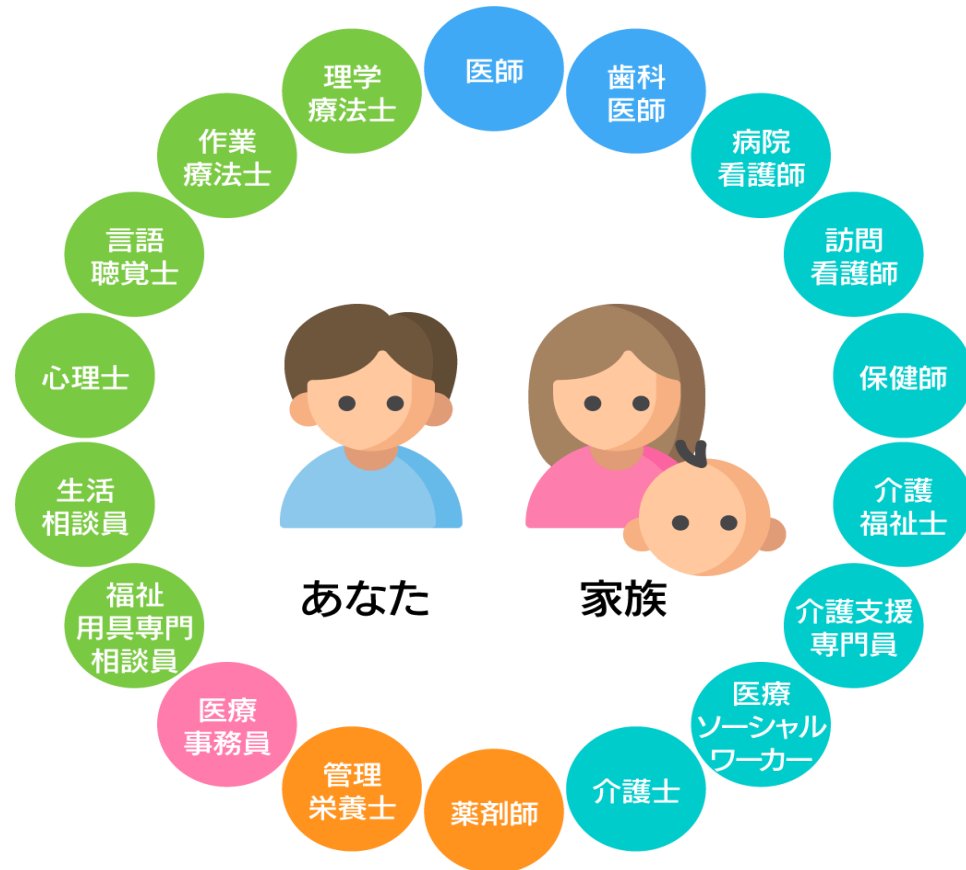 医師
歯科
医師
病院
看護師
訪問
看護師
保健師
介護
福祉士
介護支援
専門員
医療
ソーシャル
ワーカー
介護士
薬剤師
管理
栄養士
医療
事務員
福祉
用具専門
相談員
生活
相談員
心理士
言語
聴覚士
作業
療法士
理学
療法士
あなた
家族